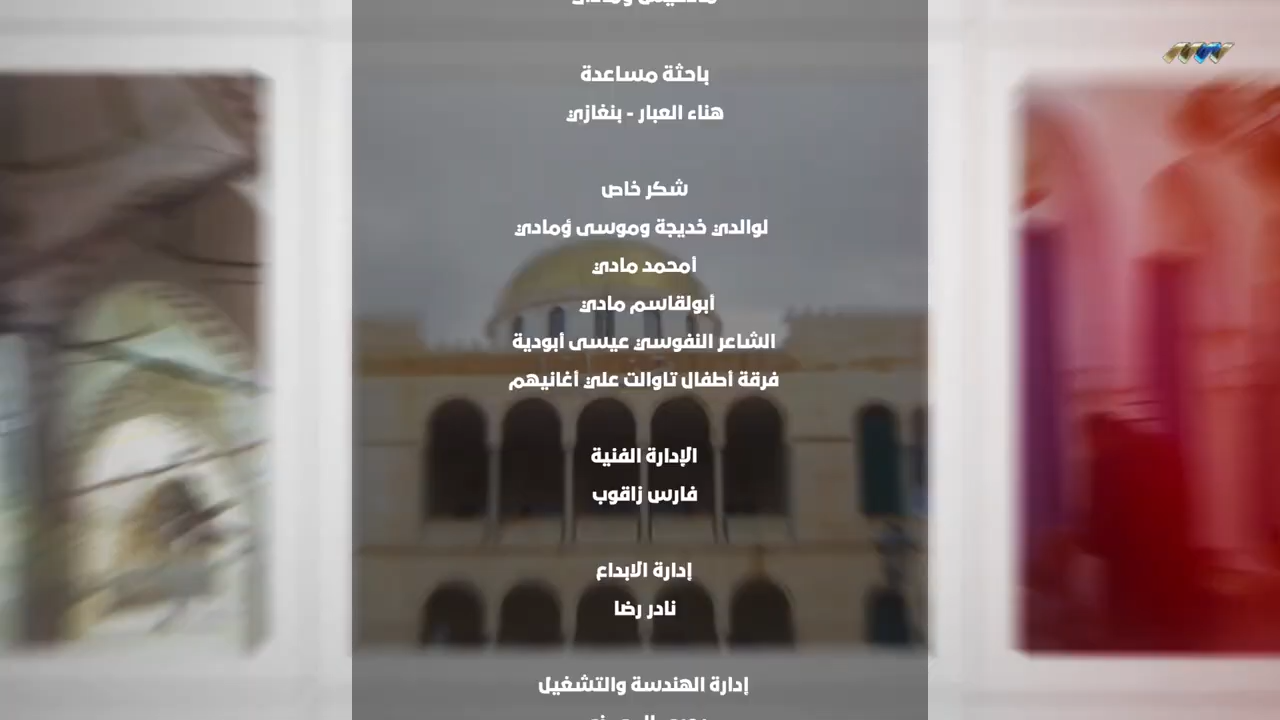 باحثة مساعدة
هناء العبار - بنغازي
شكر خاص
لوالدي خديجة وموسى ؤمادي
أمحمد مادي
أبولقاسم مادي
الشاعر النفوسي عيسى أبودية
فرقة أطفال تاوالت علي أغانيهم
الإدارة الفنية
فارس زاقوب
إدارة الابداع
نادر رضا
إدارة الهندسة والتشغيل